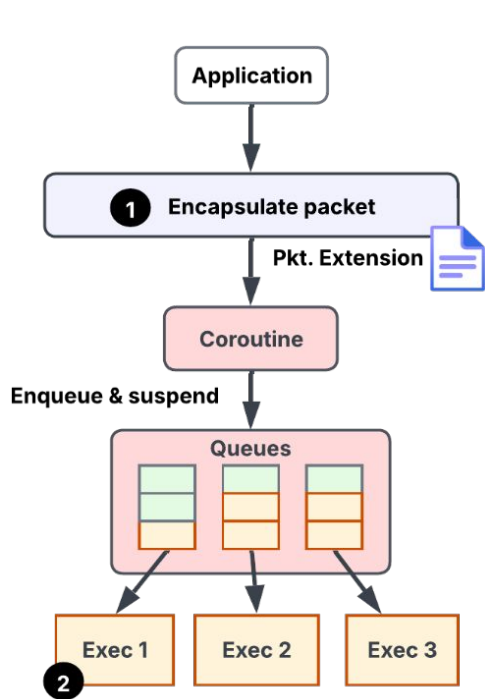 Application
1 Encapsulate packet
Pkt. Extension
Coroutine
Enqueue & suspend
Queues
Exec 1
Exec 2
Exec 3
2